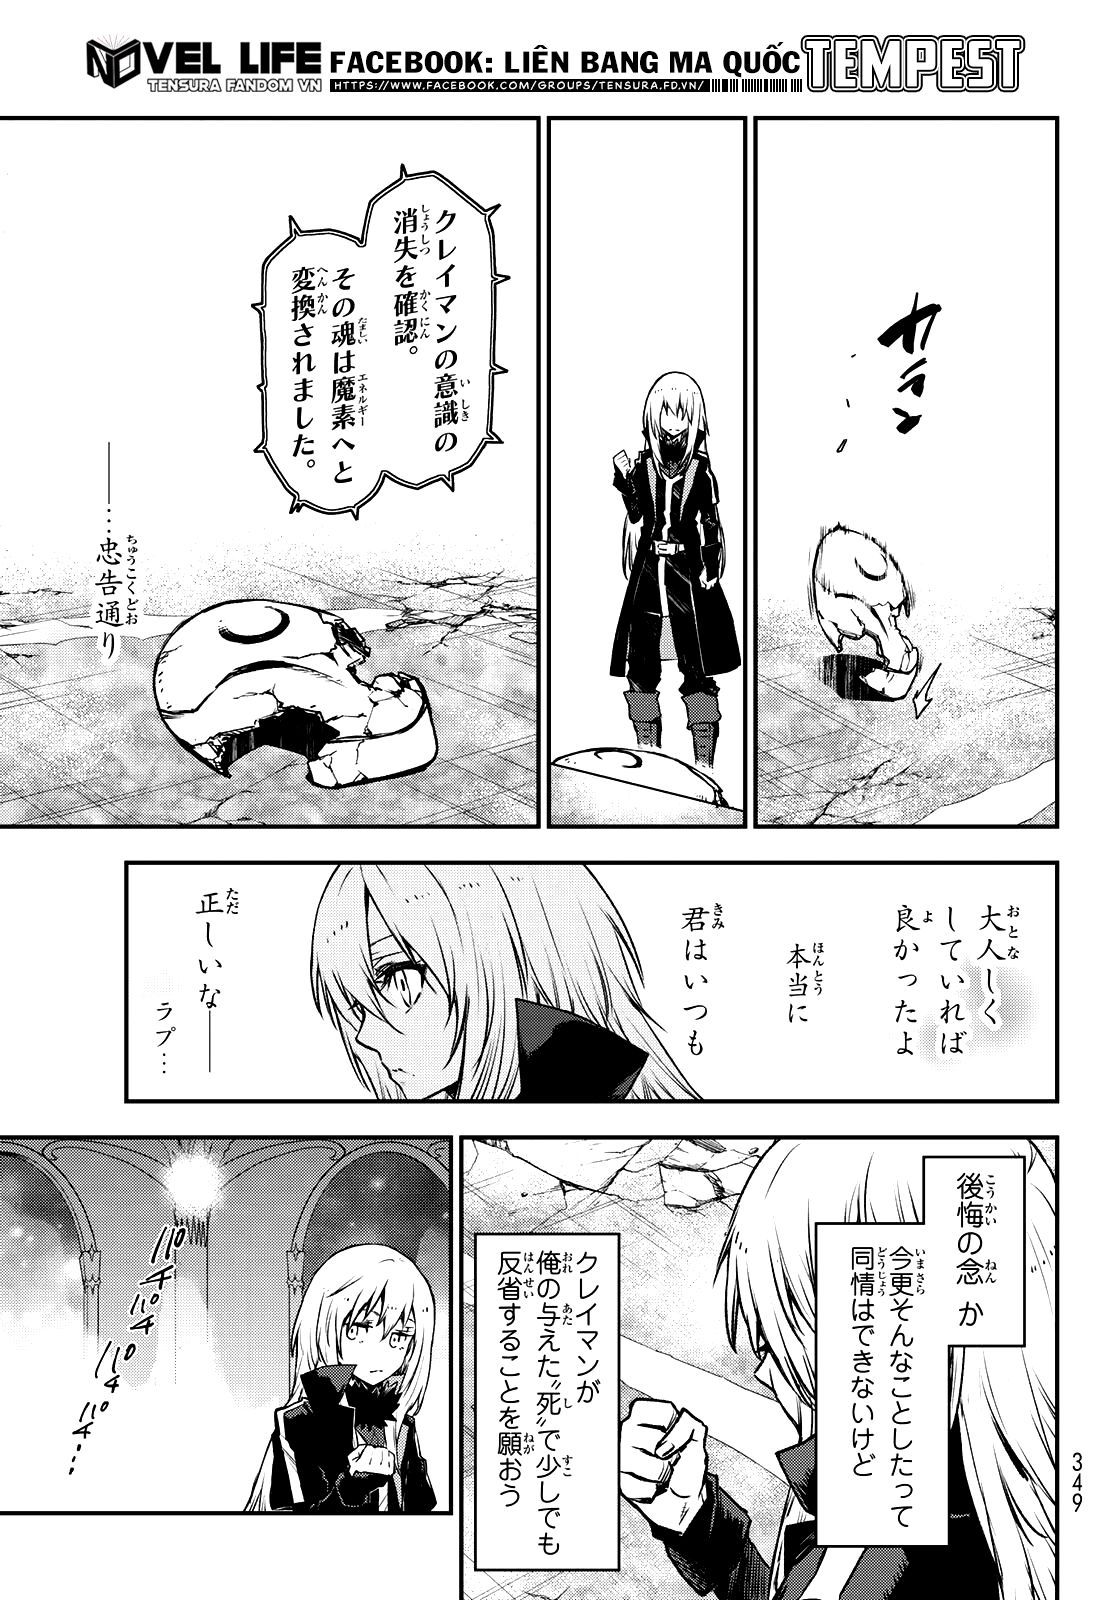 NOVEL LIFE
TENSURA FANDOM VN
FACEBOOK: LIÊN BANG MA QUỐC
HTTPS://WWW.FACEBOOK.COM/GROUPS/TENSURA.FD.VN/
TEMPEST
カラン
クレイマンの意識の
消失を確認。
その魂は魔素へと
変換されました。
――……忠告通り
大人しく
していれば
良かったよ
本当に
君はいつも
正しいな――
ラプ…
後悔の念 か
今更そんなことしたって
同情はできないけど
クレイマンが
俺の与えた〝死〟で少しでも
反省することを願おう
パチパチ
パチパチ…
349